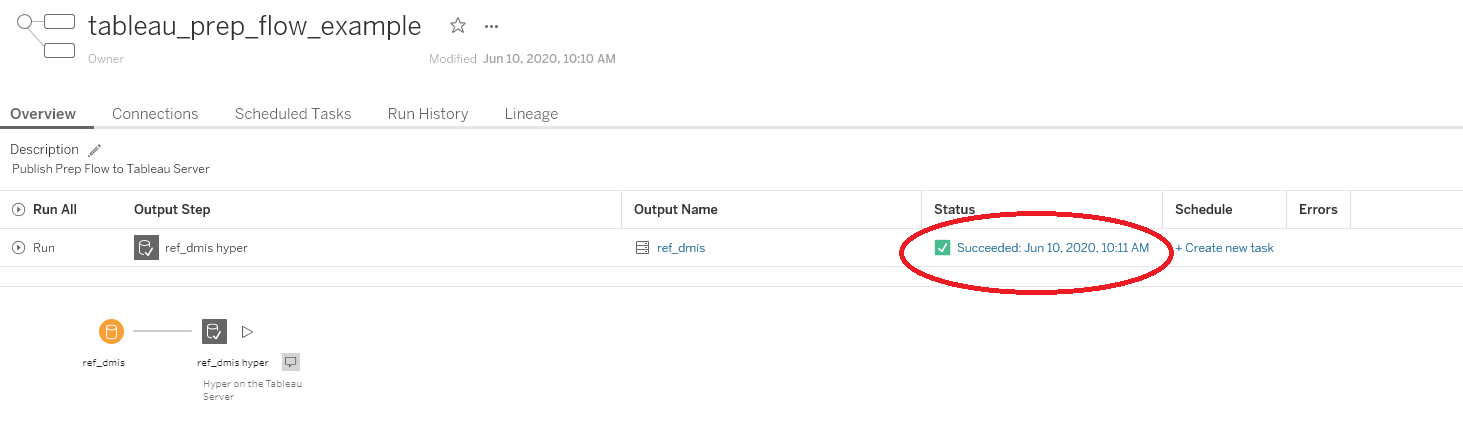 tableau_prep_flow_example
Owner Modified Jun 10, 2020, 10:10 AM
Overview Connections Scheduled Tasks Run History Lineage
Description
Publish Prep Flow to Tableau Server
Run All Output Step Output Name Status Schedule Errors
Run ref_dmis hyper ref_dmis Succeeded: Jun 10, 2020, 10:11 AM + Create new task
ref_dmis ref_dmis hyper
Hyper on the Tableau
Server